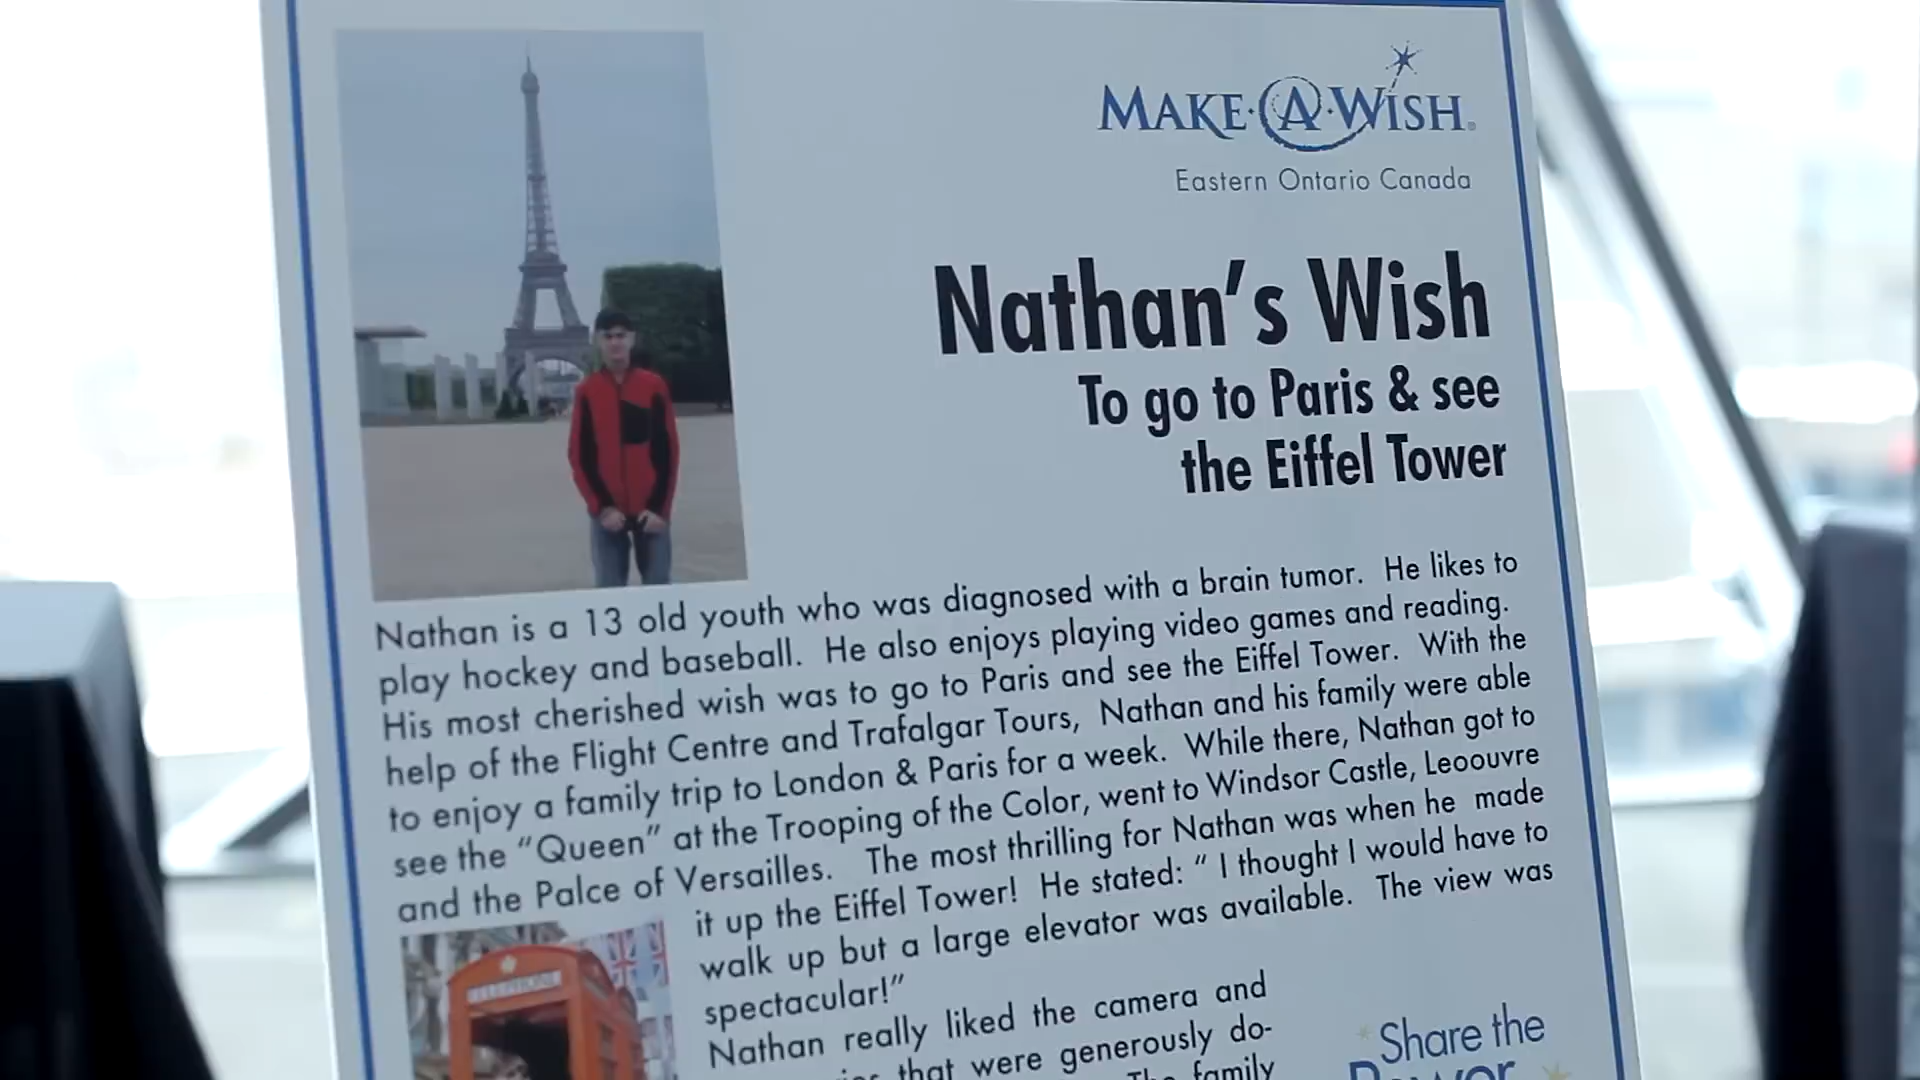 MAKE·A·WISH®
Eastern Ontario Canada
Nathan's Wish
To go to Paris & see
the Eiffel Tower
Nathan is a 13 old youth who was diagnosed with a brain tumor. He likes to
play hockey and baseball. He also enjoys playing video games and reading.
His most cherished wish was to go to Paris and see the Eiffel Tower. With the
help of the Flight Centre and Trafalgar Tours, Nathan and his family were able
to enjoy a family trip to London & Paris for a week. While there, Nathan got to
see the "Queen" at the Trooping of the Color, went to Windsor Castle, Leoouvre
and the Palce of Versailles. The most thrilling for Nathan was when he made
it up the Eiffel Tower! He stated: " I thought I would have to
walk up but a large elevator was available. The view was
spectacular!"
Nathan really liked the camera and
that were generously do-
The family
TELEPHONE
Share the
Power